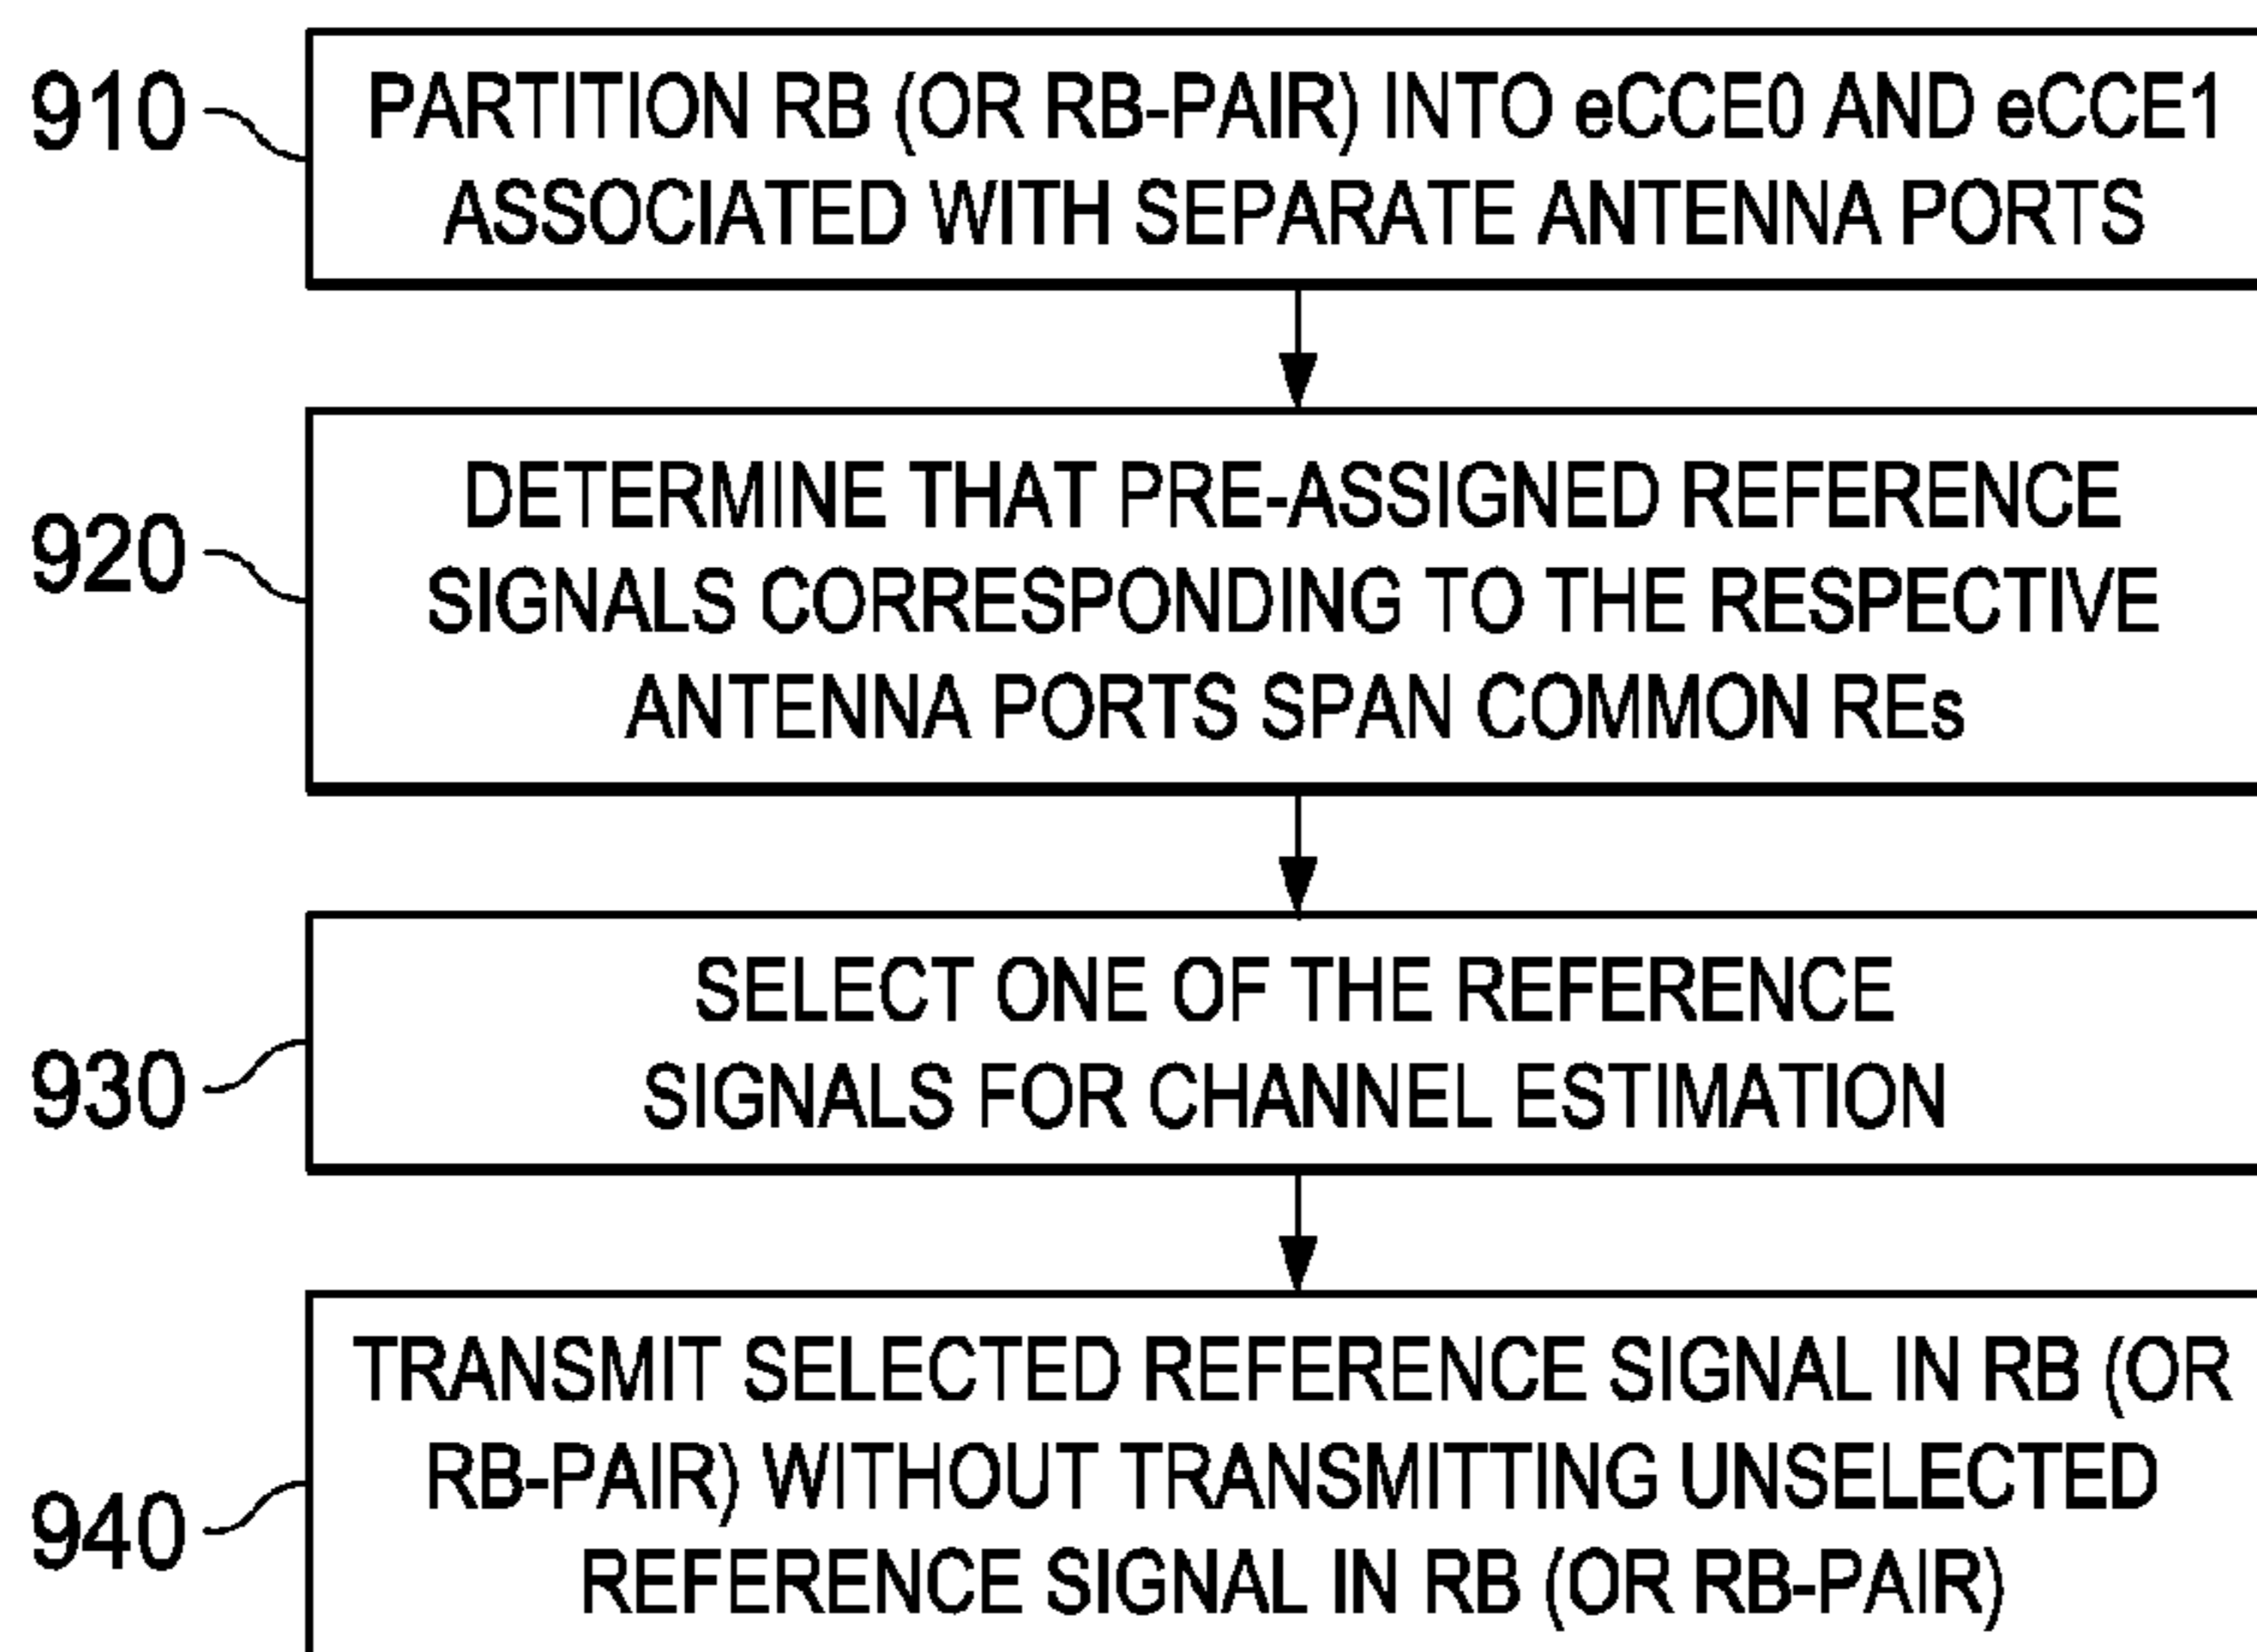 910
PARTITION RB (OR RB-PAIR) INTO eCCE0 AND eCCE1
ASSOCIATED WITH SEPARATE ANTENNA PORTS
920
DETERMINE THAT PRE-ASSIGNED REFERENCE
SIGNALS CORRESPONDING TO THE RESPECTIVE
ANTENNA PORTS SPAN COMMON REs
930
SELECT ONE OF THE REFERENCE
SIGNALS FOR CHANNEL ESTIMATION
940
TRANSMIT SELECTED REFERENCE SIGNAL IN RB (OR
RB-PAIR) WITHOUT TRANSMITTING UNSELECTED
REFERENCE SIGNAL IN RB (OR RB-PAIR)